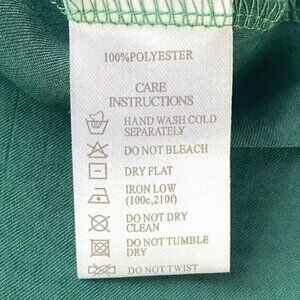 100%POLYESTER
CARE
INSTRUCTIONS
HAND WASH COLD
SEPARATELY
DO NOT BLEACH
DRY FLAT
IRON LOW
(100c,210f)
DO NOT DRY
CLEAN
DO NOT TUMBLE
DRY
DO NOT TWIST